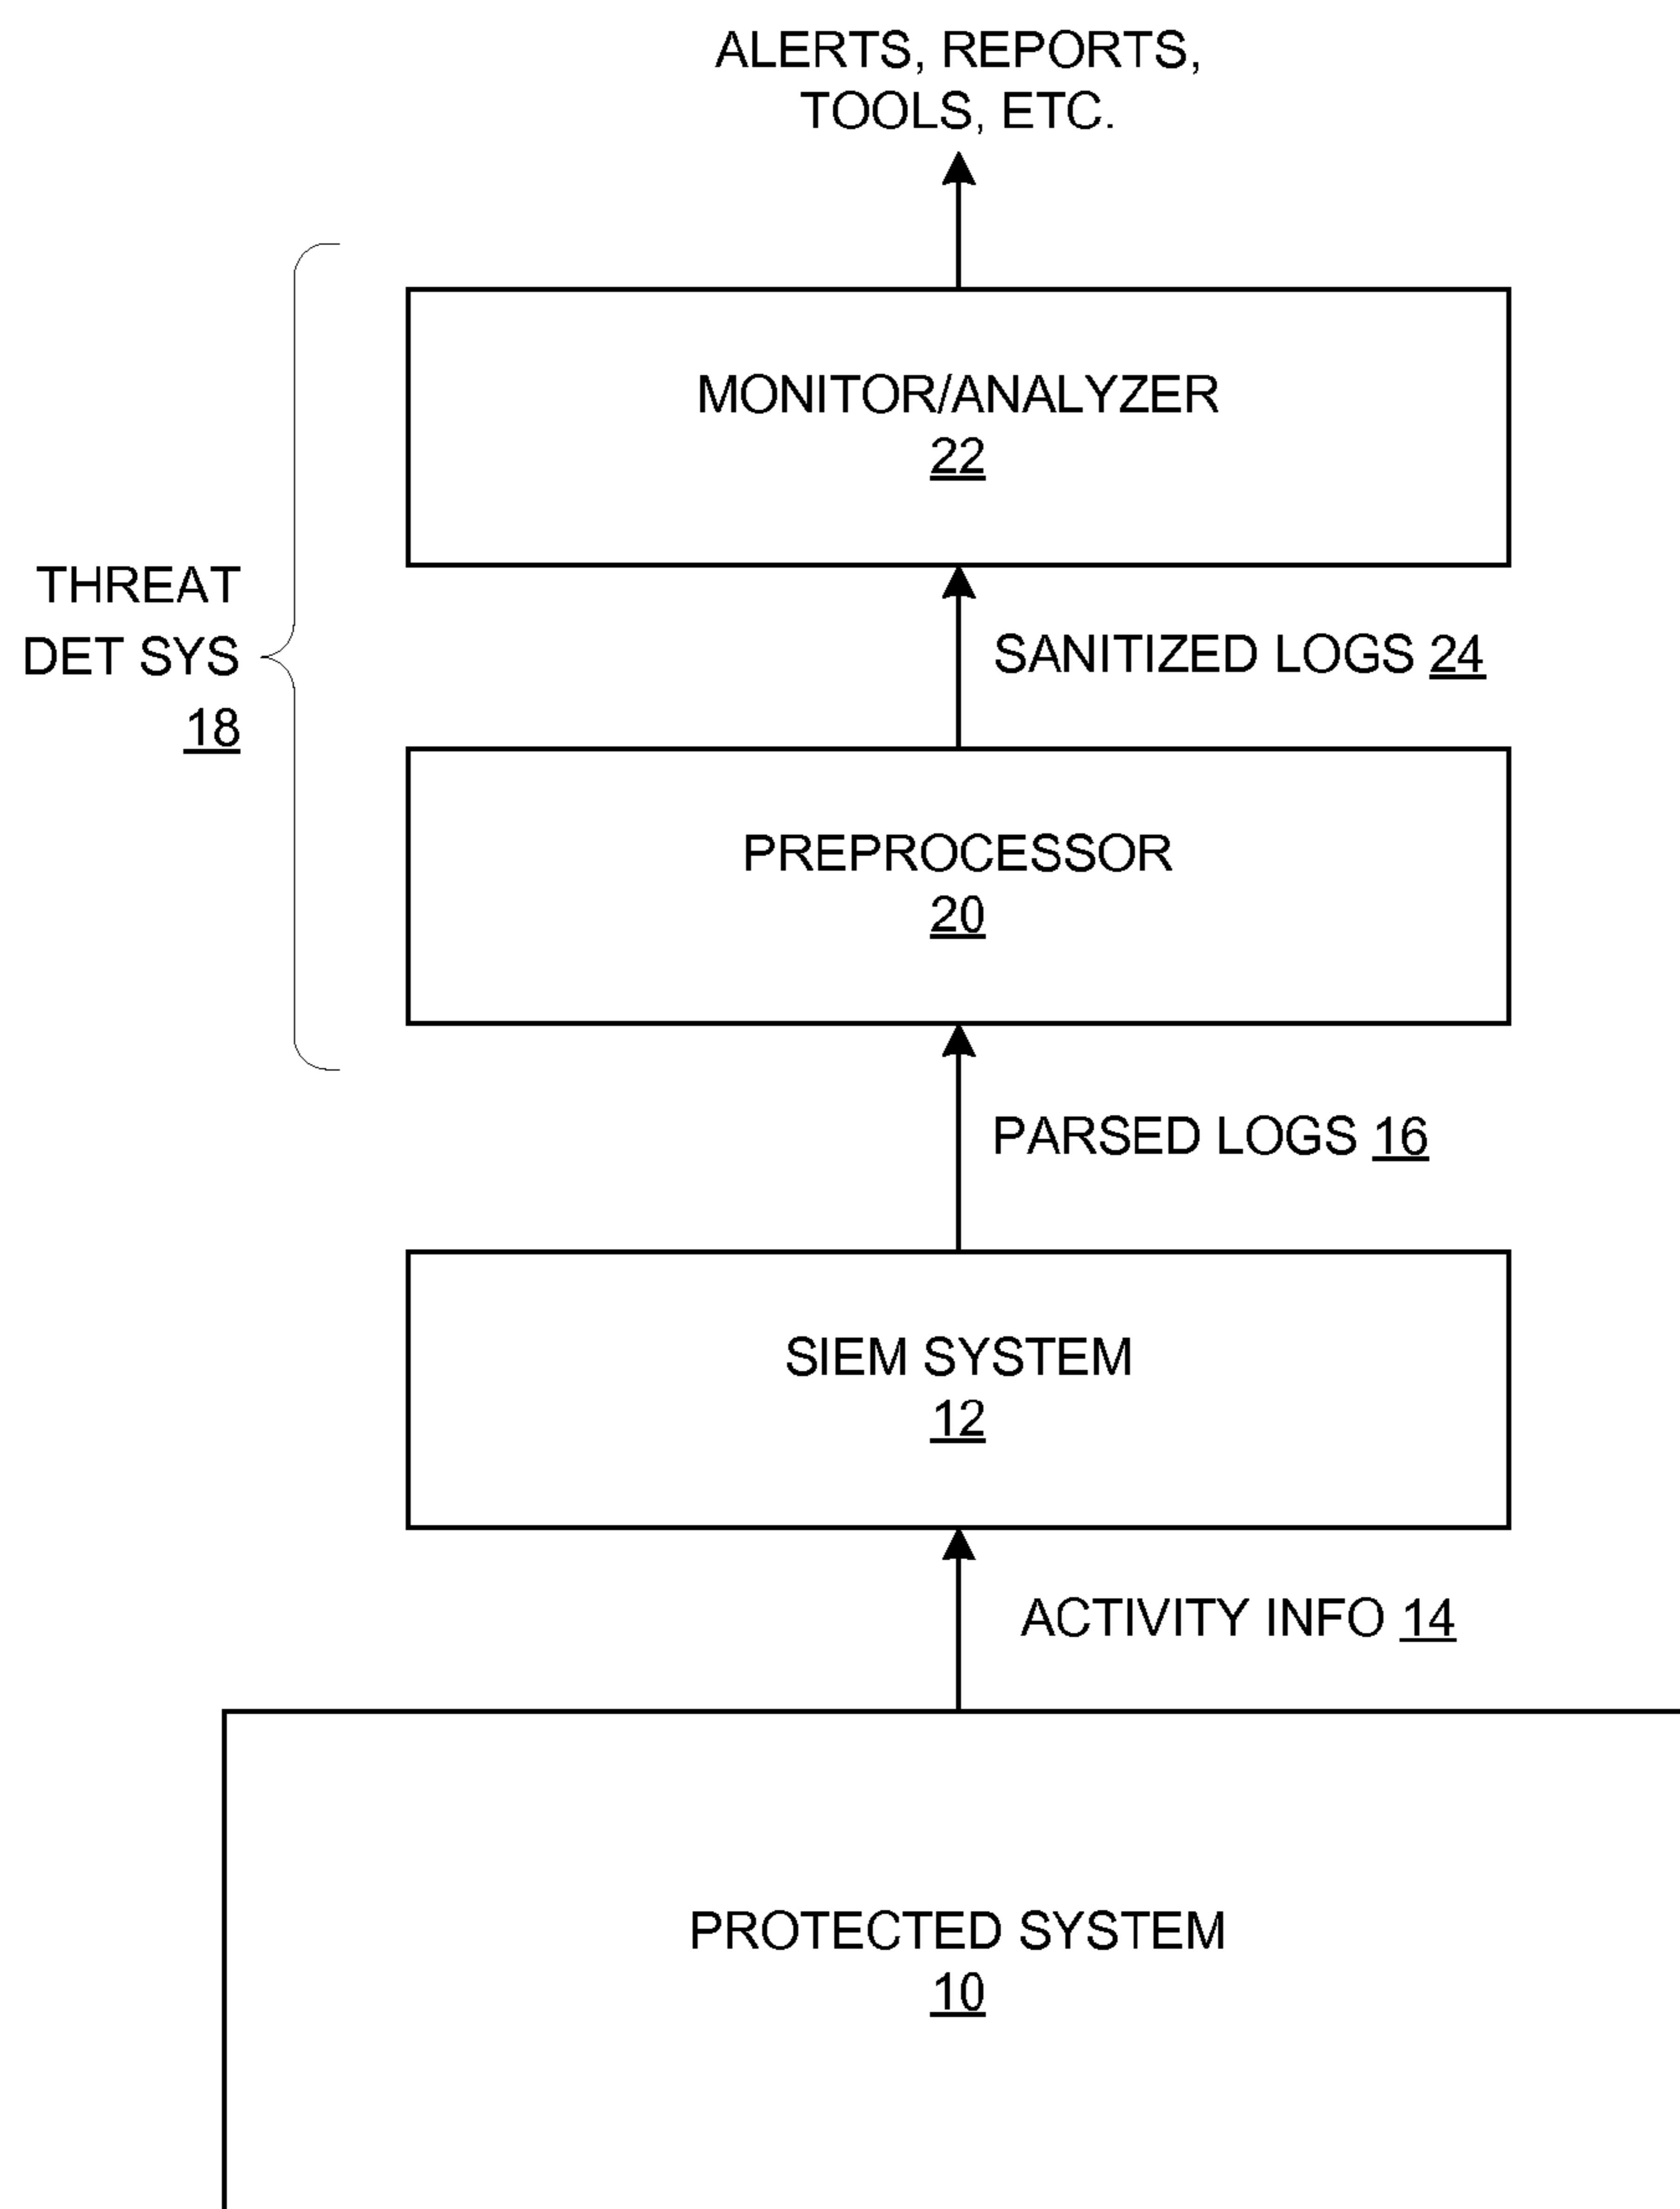 ALERTS, REPORTS,
TOOLS, ETC.
MONITOR/ANALYZER
22
THREAT
DET SYS
18
SANITIZED LOGS 24
PREPROCESSOR
20
PARSED LOGS 16
SIEM SYSTEM
12
ACTIVITY INFO 14
PROTECTED SYSTEM
10